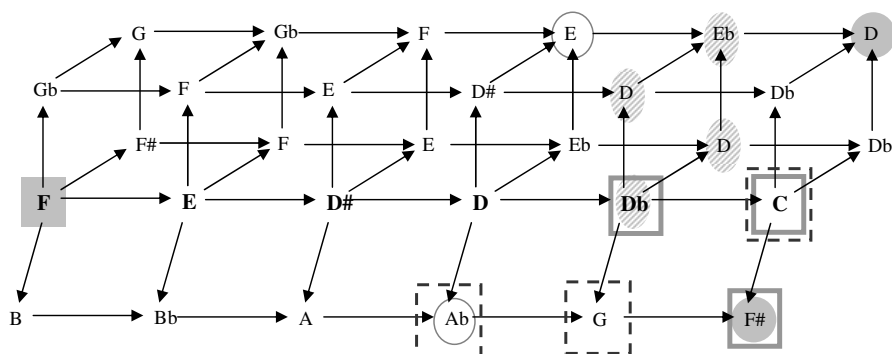 G Gb F E Eb D
Gb F E D# D Db
F# F E Eb D Db
F E D# D Db C
B Bb A Ab G F#